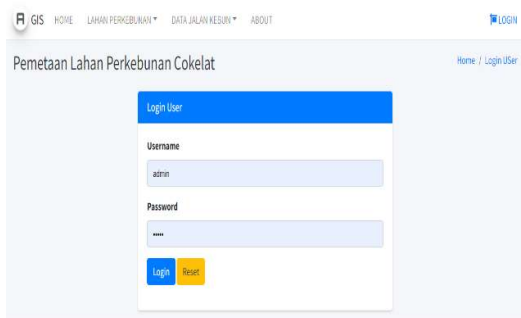 A GIS HOME LAHAN PERKEBUNAN DATA JALAN KEBUN ABOUT LOGIN
Pemetaan Lahan Perkebunan Cokelat Home / Login USer
Login User
Username
admin
Password
•••••
Login Reset